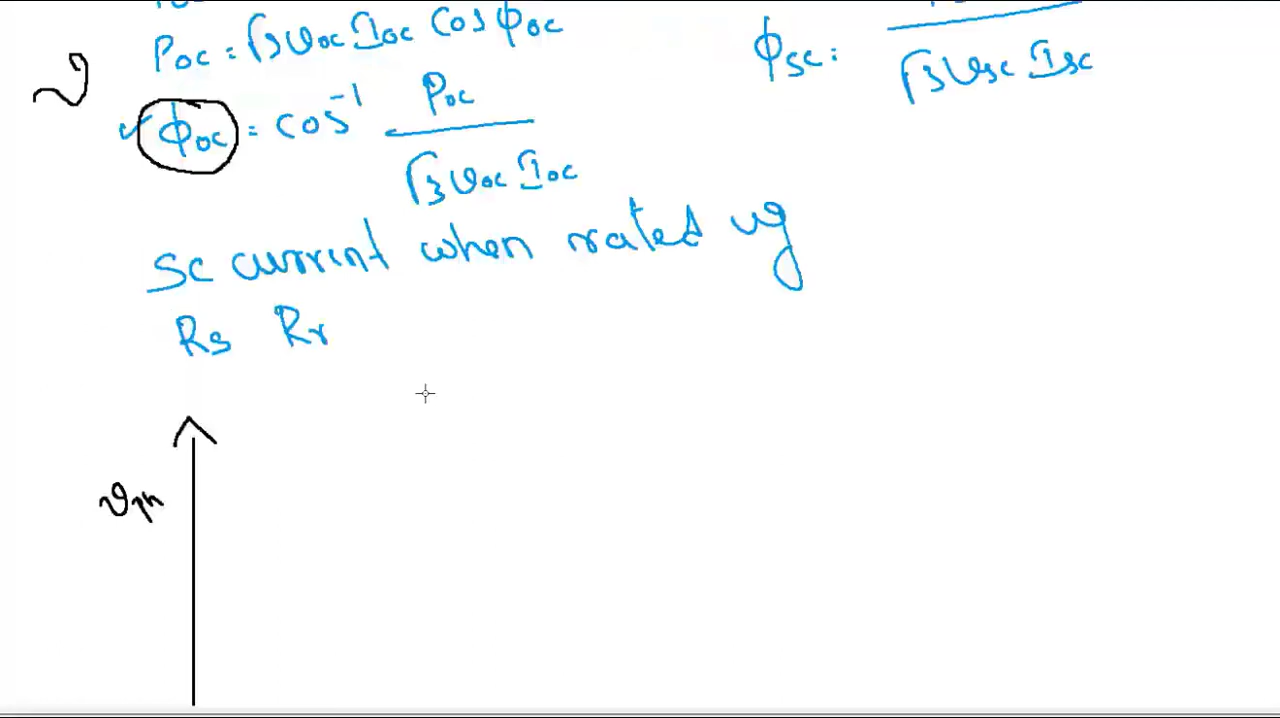 Poc = √3 Voc Ioc Cos ϕoc
ϕsc =
√3 Vsc Isc
ϕoc = cos⁻¹ Poc
√3 Voc Ioc
Sc current when rated vg
Rs Rr
Vph